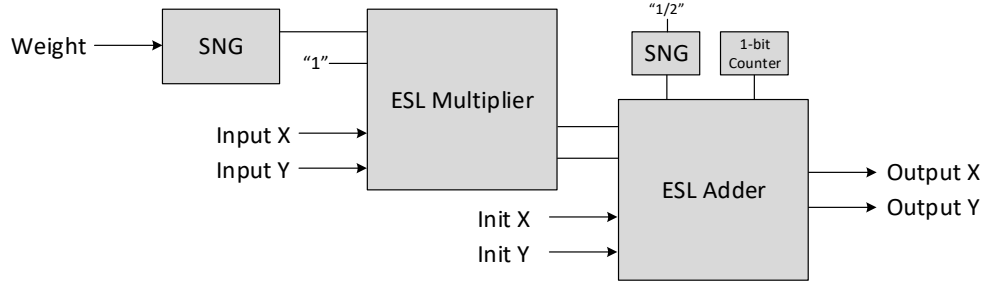 “1/2”
Weight
SNG
SNG
1-bit
Counter
“1”
ESL Multiplier
Input X
Input Y
ESL Adder
Output X
Output Y
Init X
Init Y